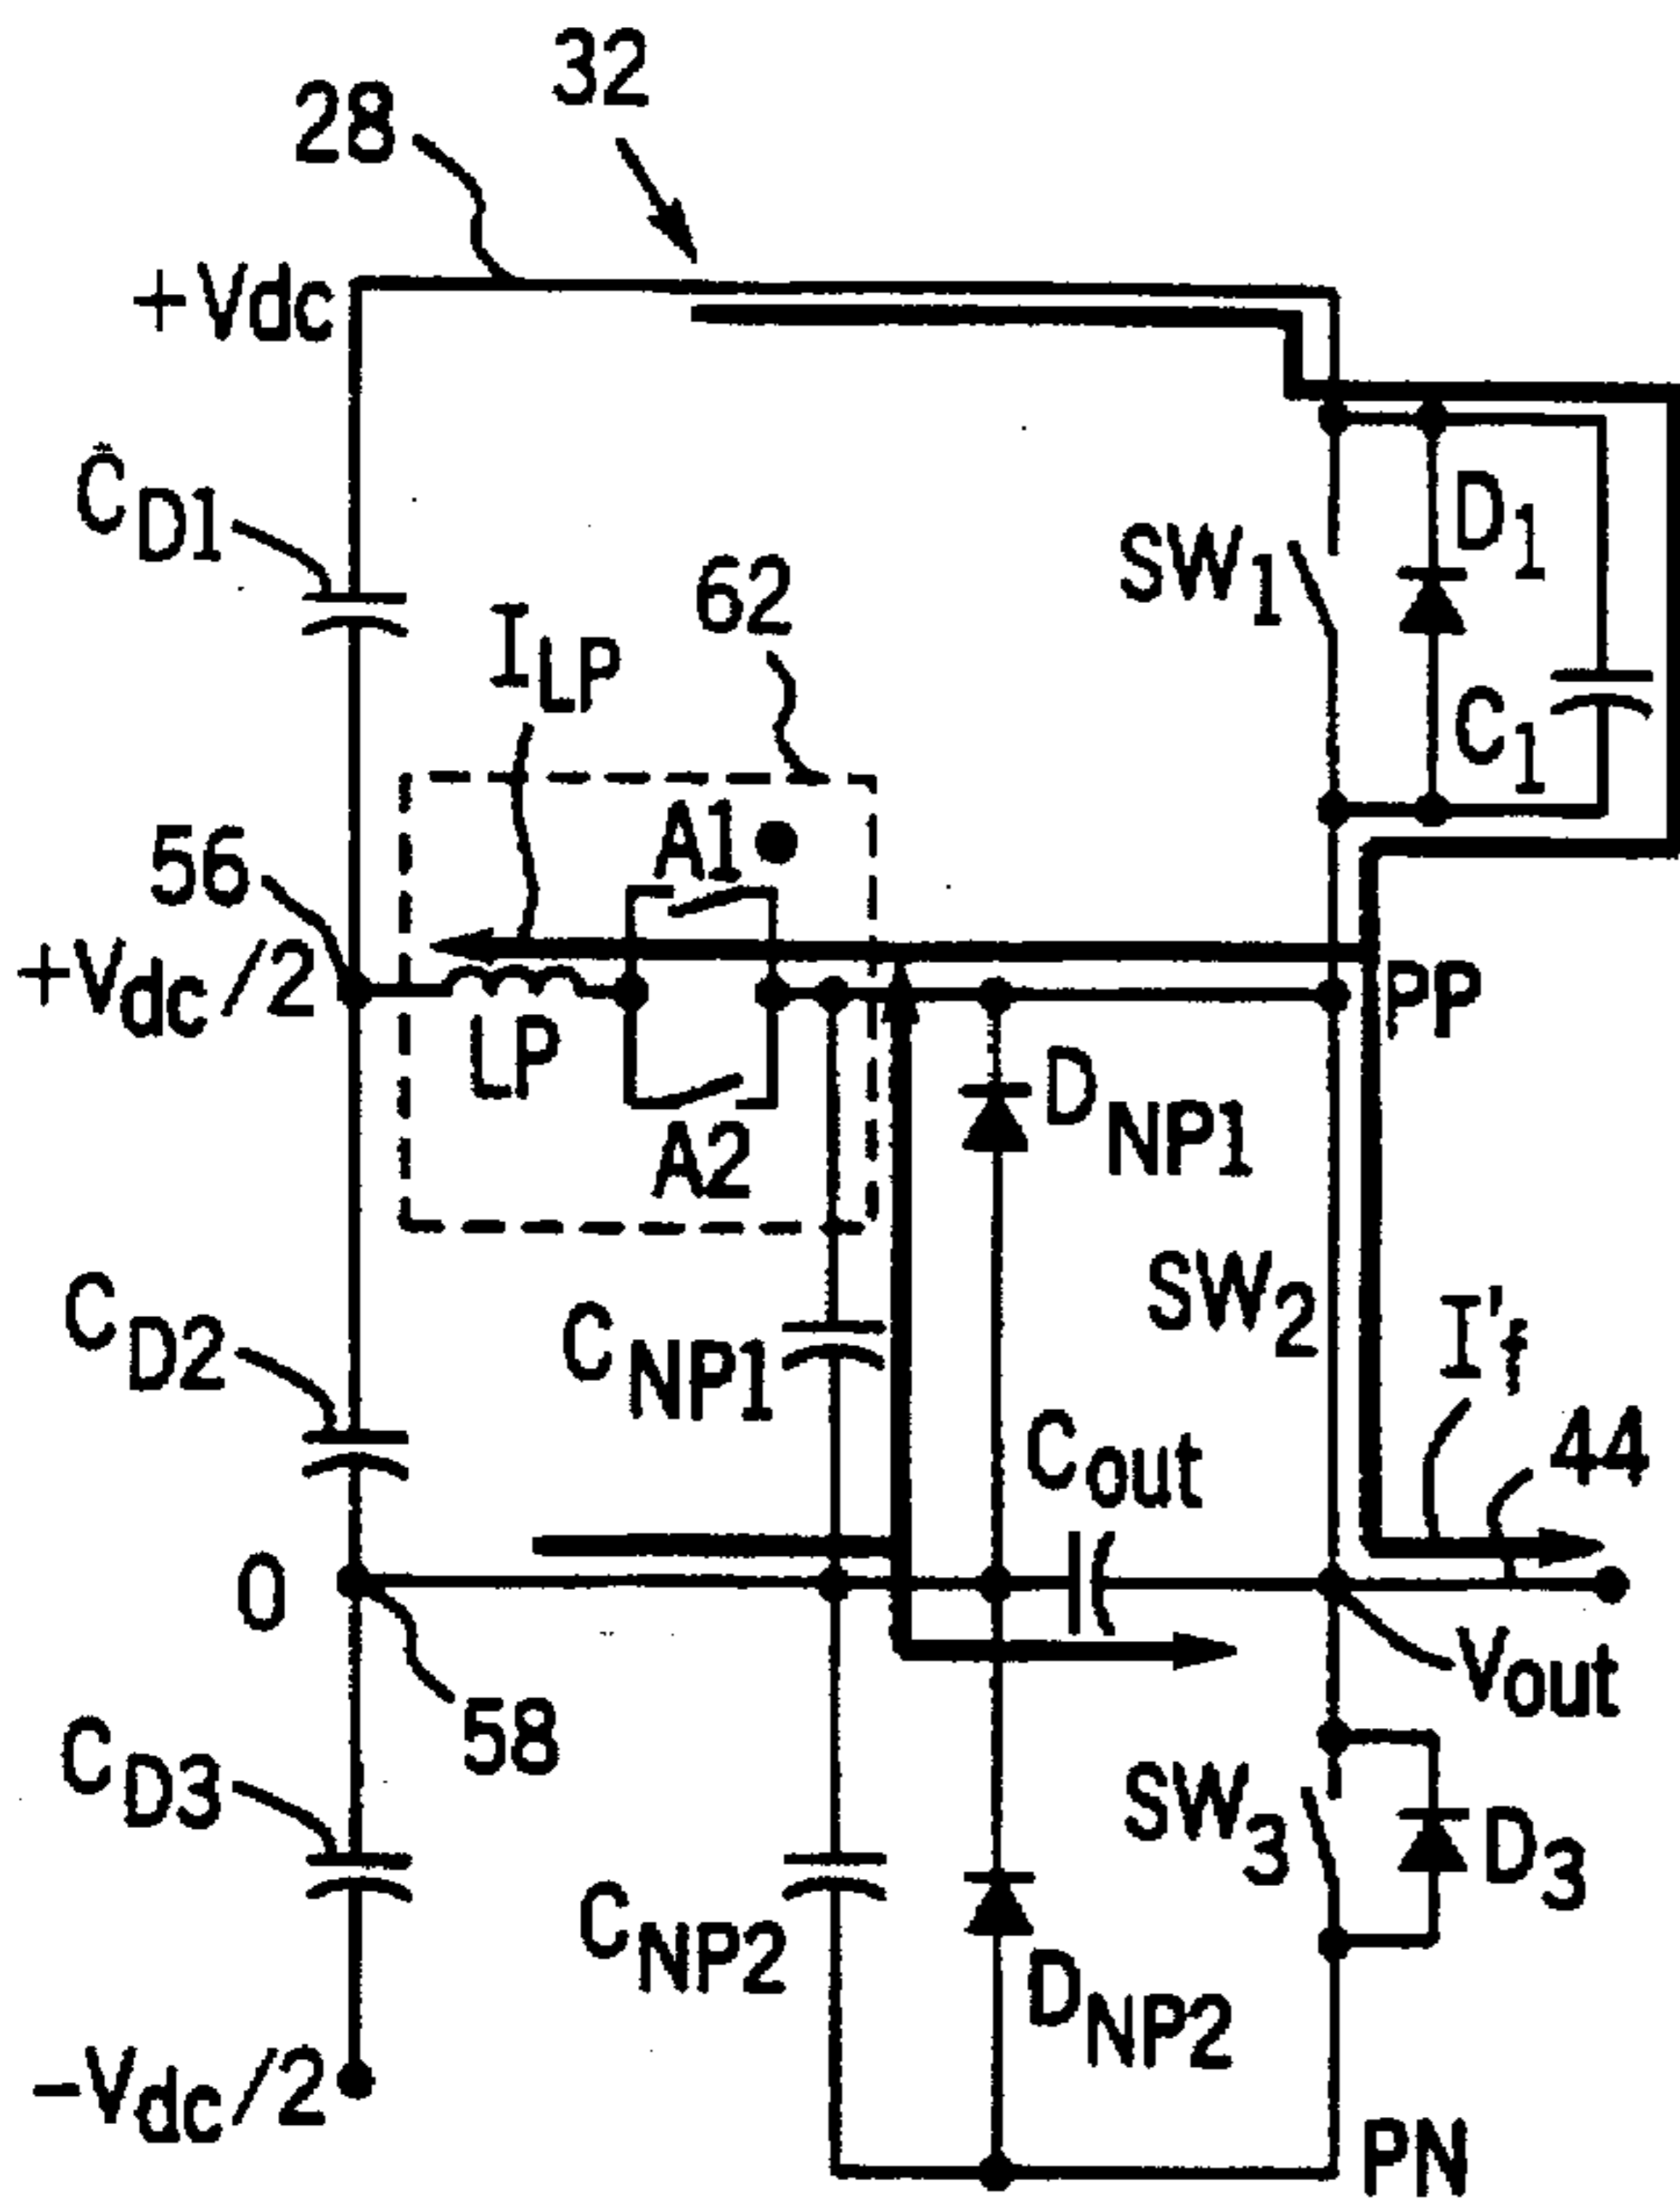 32
28
+Vdc
CD1
D1
SW1
62
ILP
C1
A1
56
+Vdc/2
PP
LP
DNP1
A2
SW2
CD2
CNP1
I'f
44
Cout
0
Vout
58
CD3
SW3
D3
CNP2
DNP2
-Vdc/2
PN